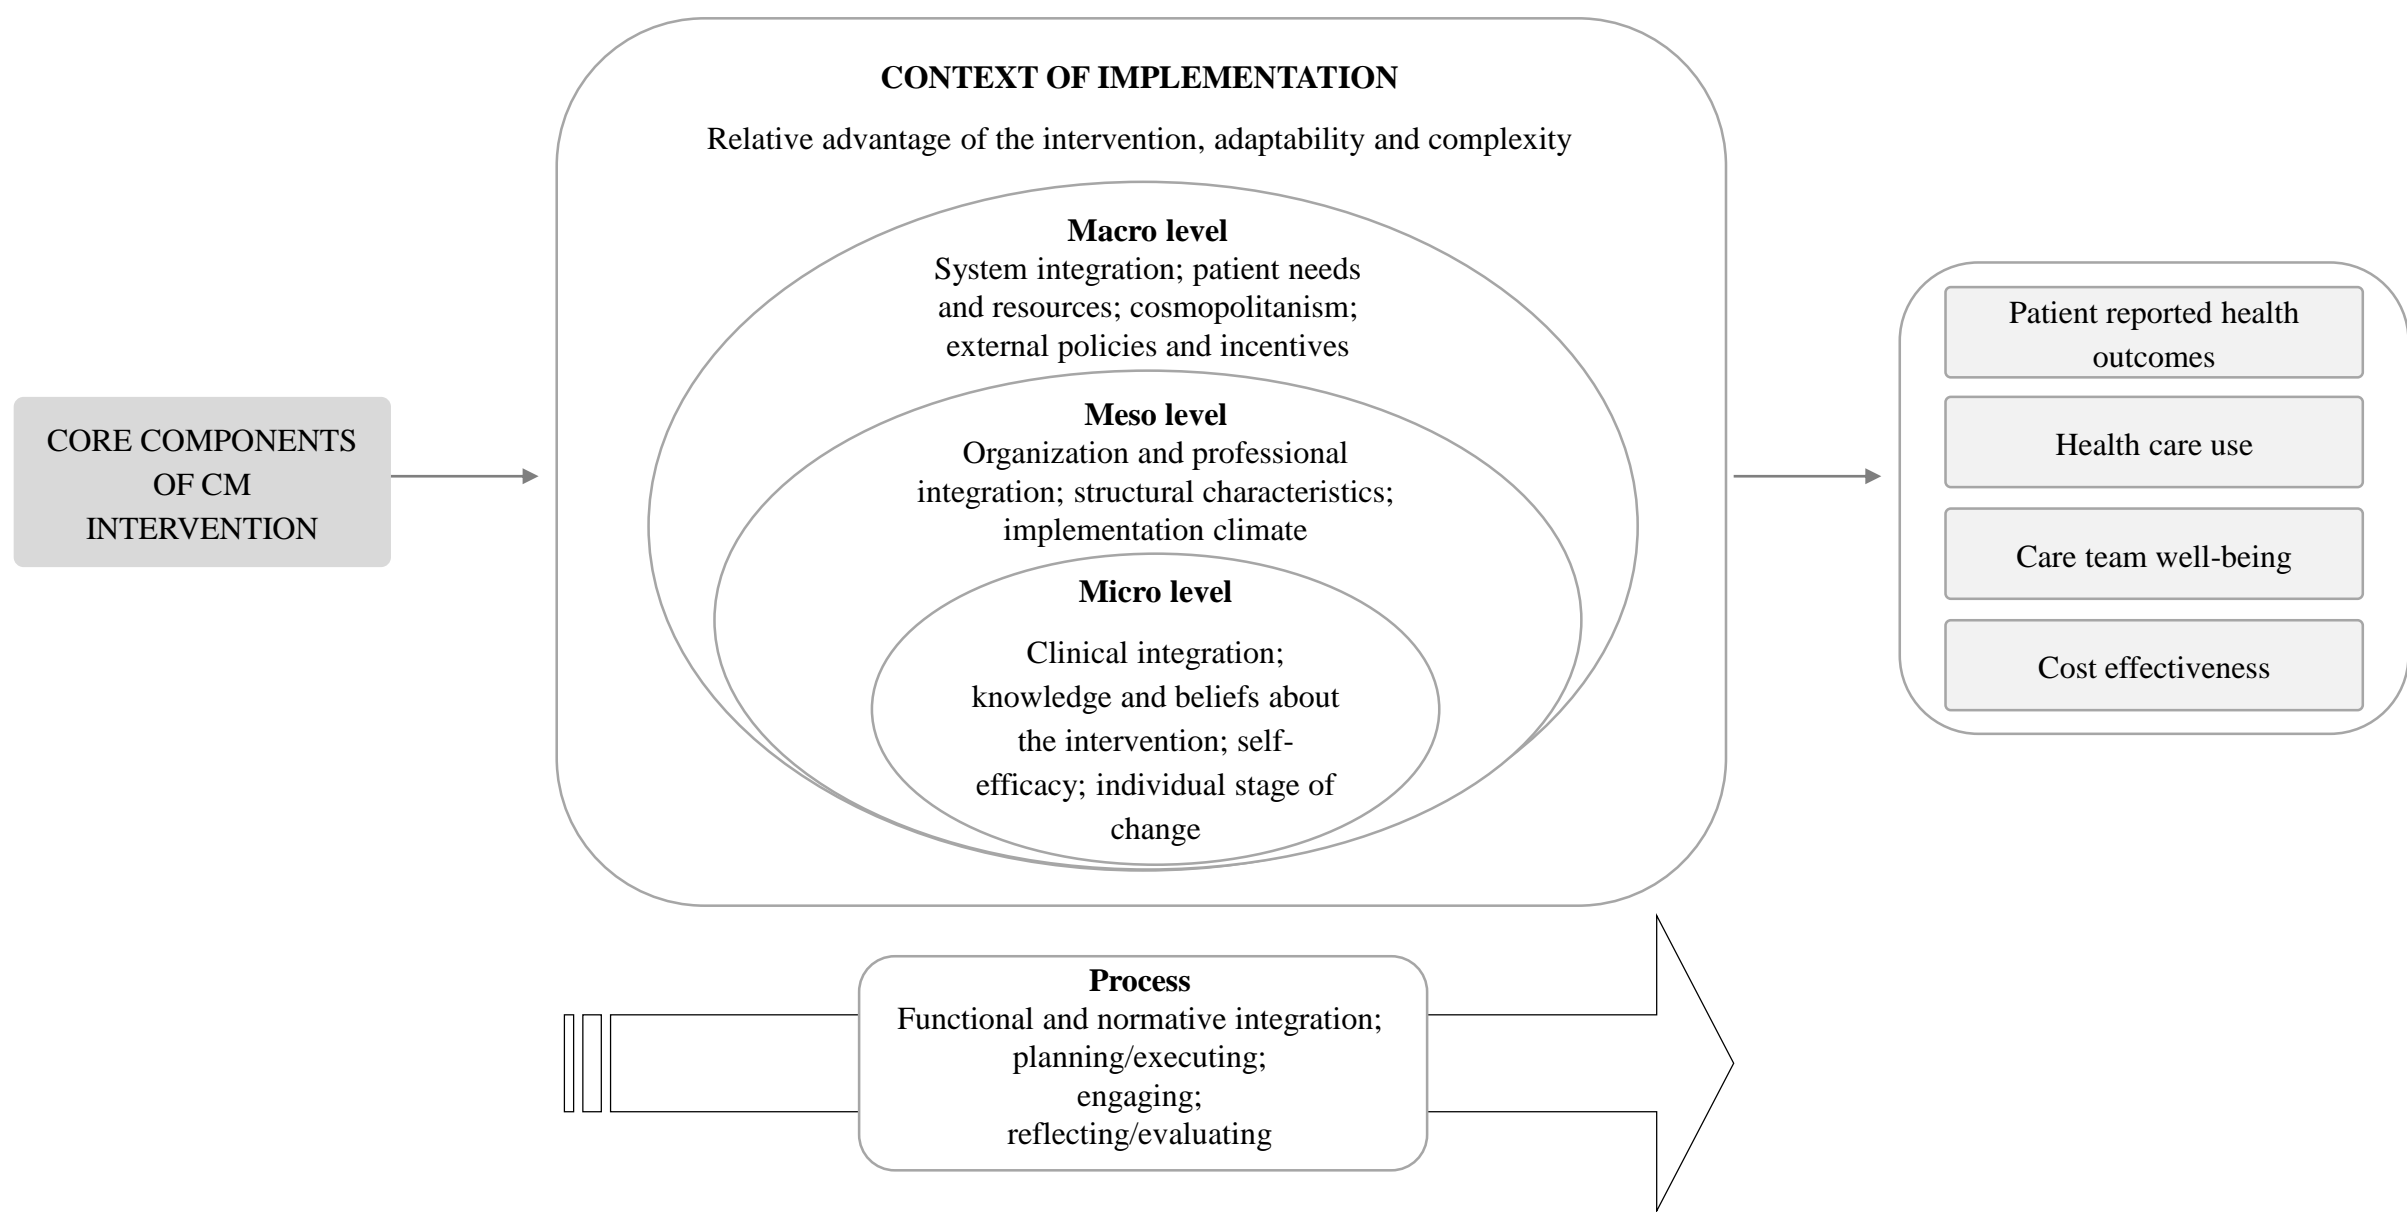 CORE COMPONENTS
OF CM
INTERVENTION
CONTEXT OF IMPLEMENTATION
Relative advantage of the intervention, adaptability and complexity
Macro level
System integration; patient needs
and resources; cosmopolitanism;
external policies and incentives
Meso level
Organization and professional
integration; structural characteristics;
implementation climate
Micro level
Clinical integration;
knowledge and beliefs about
the intervention; self-
efficacy; individual stage of
change
Process
Functional and normative integration;
planning/executing;
engaging;
reflecting/evaluating
Patient reported health
outcomes
Health care use
Care team well-being
Cost effectiveness